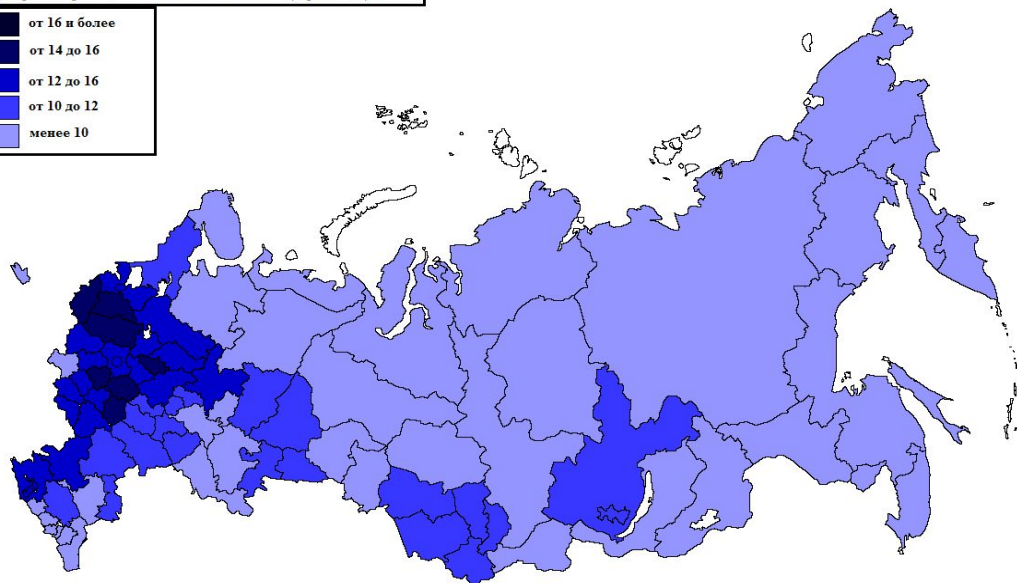 от 16 и более
от 14 до 16
от 12 до 16
от 10 до 12
менее 10